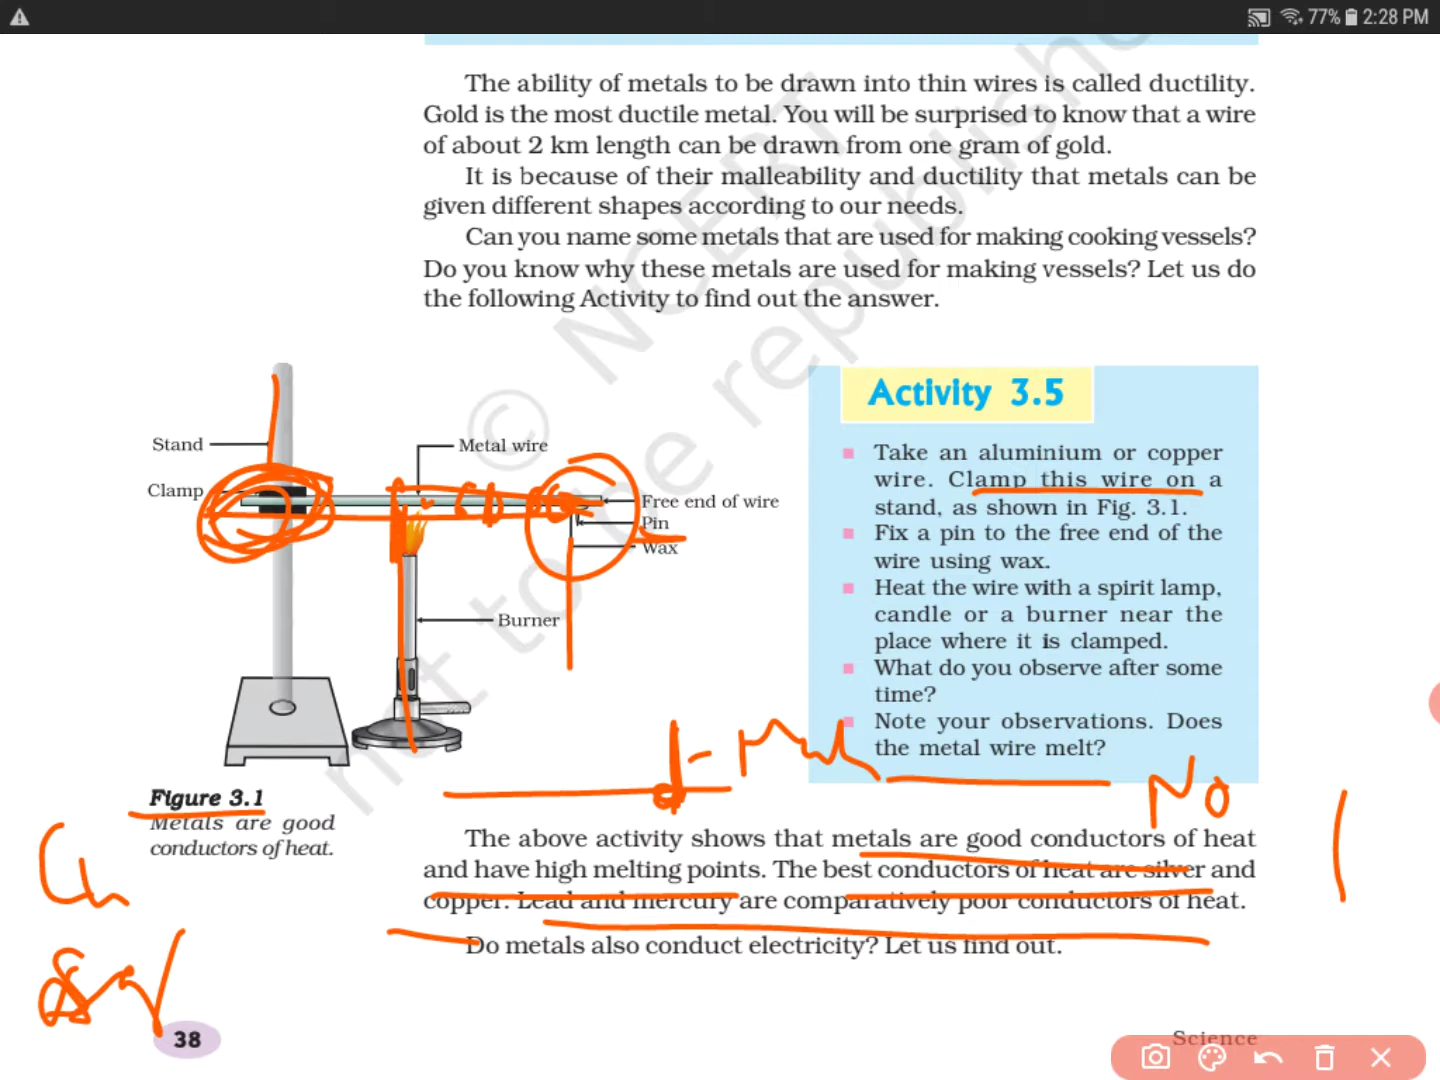 77% 2:28 PM
The ability of metals to be drawn into thin wires is called ductility.
Gold is the most ductile metal. You will be surprised to know that a wire
of about 2 km length can be drawn from one gram of gold.
It is because of their malleability and ductility that metals can be
given different shapes according to our needs.
Can you name some metals that are used for making cooking vessels?
Do you know why these metals are used for making vessels? Let us do
the following Activity to find out the answer.
© NCERT
not to be republished
Stand
Metal wire
Clamp
Free end of wire
Pin
Wax
Burner
Figure 3.1
Metals are good
conductors of heat.
Activity 3.5
Take an aluminium or copper
wire. Clamp this wire on a
stand, as shown in Fig. 3.1.
Fix a pin to the free end of the
wire using wax.
Heat the wire with a spirit lamp,
candle or a burner near the
place where it is clamped.
What do you observe after some
time?
Note your observations. Does
the metal wire melt?
No
The above activity shows that metals are good conductors of heat
and have high melting points. The best conductors of heat are silver and
copper. Lead and mercury are comparatively poor conductors of heat.
Do metals also conduct electricity? Let us find out.
Cu
38
Science